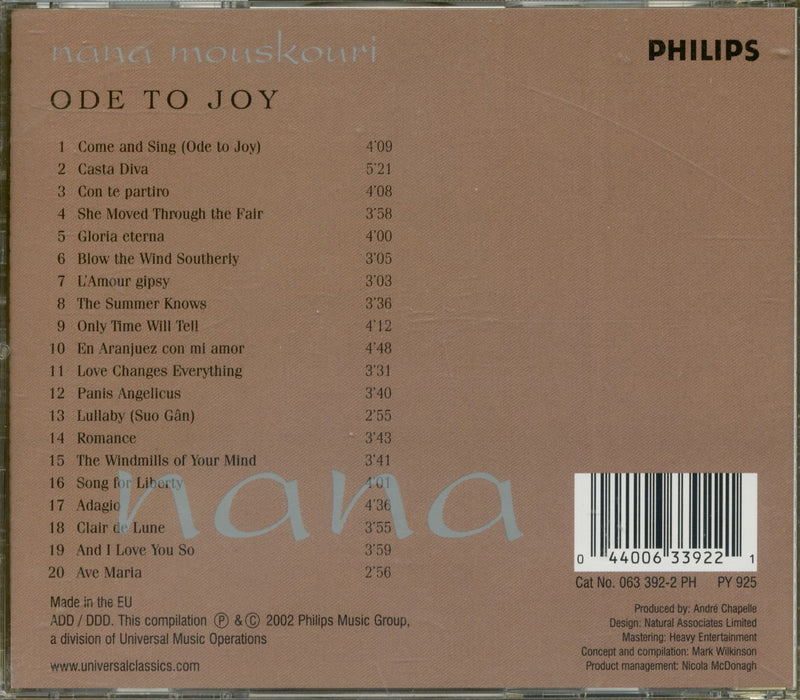 nana mouskouri
PHILIPS
ODE TO JOY
1 Come and Sing (Ode to Joy) 4'09
2 Casta Diva 5'21
3 Con te partiro 4'08
4 She Moved Through the Fair 3'58
5 Gloria eterna 4'00
6 Blow the Wind Southerly 3'05
7 L'Amour gipsy 3'03
8 The Summer Knows 3'36
9 Only Time Will Tell 4'12
10 En Aranjuez con mi amor 4'48
11 Love Changes Everything 3'31
12 Panis Angelicus 3'40
13 Lullaby (Suo Gân) 2'55
14 Romance 3'43
15 The Windmills of Your Mind 3'41
16 Song for Liberty 4'01
17 Adagio 4'36
18 Clair de Lune 3'55
19 And I Love You So 3'59
20 Ave Maria 2'56
nana
0 44006 33922 1
Cat No. 063 392-2 PH PY 925
Made in the EU
ADD / DDD. This compilation ℗ & © 2002 Philips Music Group,
a division of Universal Music Operations
www.universalclassics.com
Produced by: André Chapelle
Design: Natural Associates Limited
Mastering: Heavy Entertainment
Concept and compilation: Mark Wilkinson
Product management: Nicola McDonagh